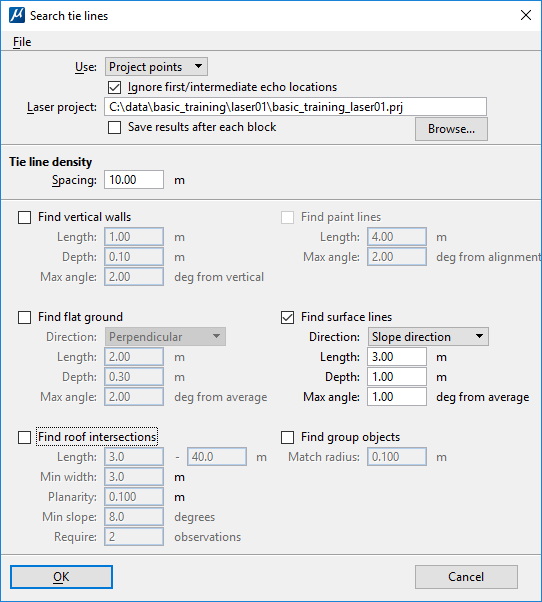 Search tie lines
File
Use: Project points
Ignore first/intermediate echo locations
Laser project: C:\data\basic_training\laser01\basic_training_laser01.prj
Save results after each block
Browse...
Tie line density
Spacing: 10.00 m
Find vertical walls
Length: 1.00 m
Depth: 0.10 m
Max angle: 2.00 deg from vertical
Find paint lines
Length: 4.00 m
Max angle: 2.00 deg from alignment
Find flat ground
Direction: Perpendicular
Length: 2.00 m
Depth: 0.30 m
Max angle: 2.00 deg from average
Find surface lines
Direction: Slope direction
Length: 3.00 m
Depth: 1.00 m
Max angle: 1.00 deg from average
Find roof intersections
Length: 3.0 - 40.0 m
Min width: 3.0 m
Planarity: 0.100 m
Min slope: 8.0 degrees
Require: 2 observations
Find group objects
Match radius: 0.100 m
OK
Cancel